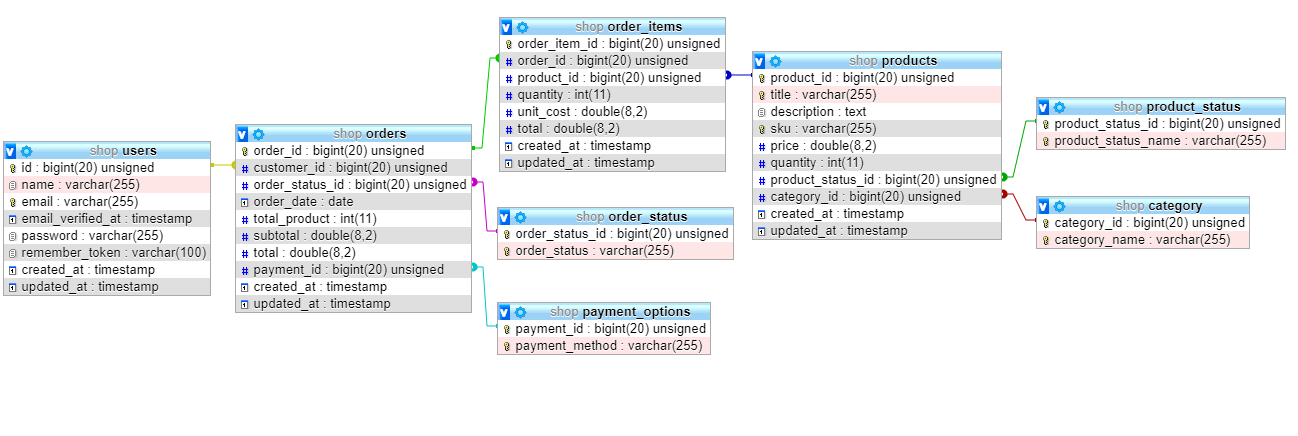 shop users
id : bigint(20) unsigned
name : varchar(255)
email : varchar(255)
email_verified_at : timestamp
password : varchar(255)
remember_token : varchar(100)
created_at : timestamp
updated_at : timestamp
shop orders
order_id : bigint(20) unsigned
customer_id : bigint(20) unsigned
order_status_id : bigint(20) unsigned
order_date : date
total_product : int(11)
subtotal : double(8,2)
total : double(8,2)
payment_id : bigint(20) unsigned
created_at : timestamp
updated_at : timestamp
shop order_items
order_item_id : bigint(20) unsigned
order_id : bigint(20) unsigned
product_id : bigint(20) unsigned
quantity : int(11)
unit_cost : double(8,2)
total : double(8,2)
created_at : timestamp
updated_at : timestamp
shop order_status
order_status_id : bigint(20) unsigned
order_status : varchar(255)
shop payment_options
payment_id : bigint(20) unsigned
payment_method : varchar(255)
shop products
product_id : bigint(20) unsigned
title : varchar(255)
description : text
sku : varchar(255)
price : double(8,2)
quantity : int(11)
product_status_id : bigint(20) unsigned
category_id : bigint(20) unsigned
created_at : timestamp
updated_at : timestamp
shop product_status
product_status_id : bigint(20) unsigned
product_status_name : varchar(255)
shop category
category_id : bigint(20) unsigned
category_name : varchar(255)